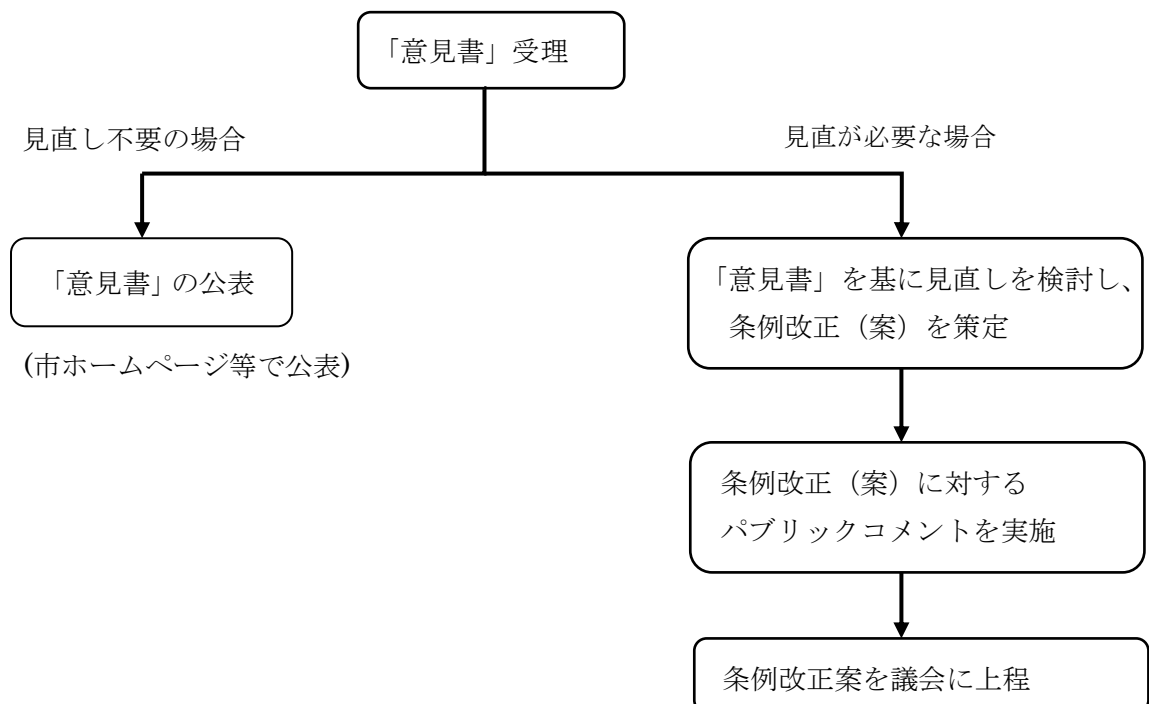 「意見書」受理
見直し不要の場合
見直が必要な場合
「意見書」の公表
(市ホームページ等で公表)
「意見書」を基に見直しを検討し、
条例改正（案）を策定
条例改正（案）に対する
パブリックコメントを実施
条例改正案を議会に上程